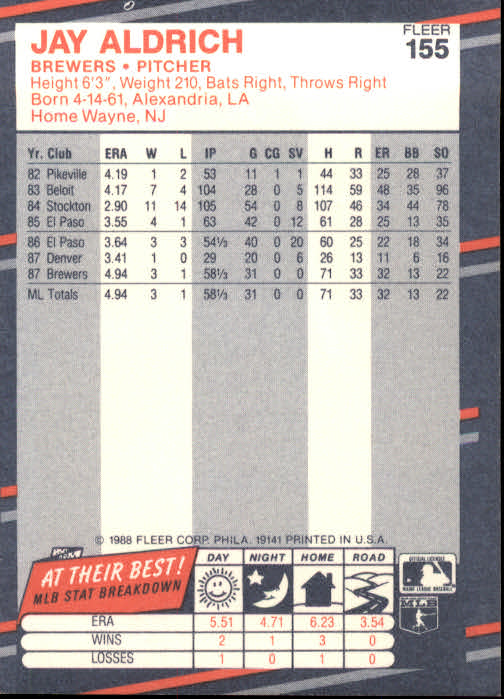 JAY ALDRICH
FLEER
155
BREWERS • PITCHER
Height 6'3", Weight 210, Bats Right, Throws Right
Born 4-14-61, Alexandria, LA
Home Wayne, NJ
Yr. Club ERA W L IP G CG SV H R ER BB SO
82 Pikeville 4.19 1 2 53 11 1 1 44 33 25 28 37
83 Beloit 4.17 7 4 104 28 0 5 114 59 48 35 96
84 Stockton 2.90 11 14 105 54 0 8 107 46 34 44 78
85 El Paso 3.55 4 1 63 42 0 12 61 28 25 13 35
86 El Paso 3.64 3 3 54⅓ 40 0 20 60 25 22 18 34
87 Denver 3.41 1 0 29 20 0 6 26 13 11 6 16
87 Brewers 4.94 3 1 58⅓ 31 0 0 71 33 32 13 22
ML Totals 4.94 3 1 58⅓ 31 0 0 71 33 32 13 22
© 1988 FLEER CORP. PHILA. 19141 PRINTED IN U.S.A.
AT THEIR BEST!
MLB STAT BREAKDOWN
DAY NIGHT HOME ROAD
ERA 5.51 4.71 6.23 3.54
WINS 2 1 3 0
LOSSES 1 0 1 0